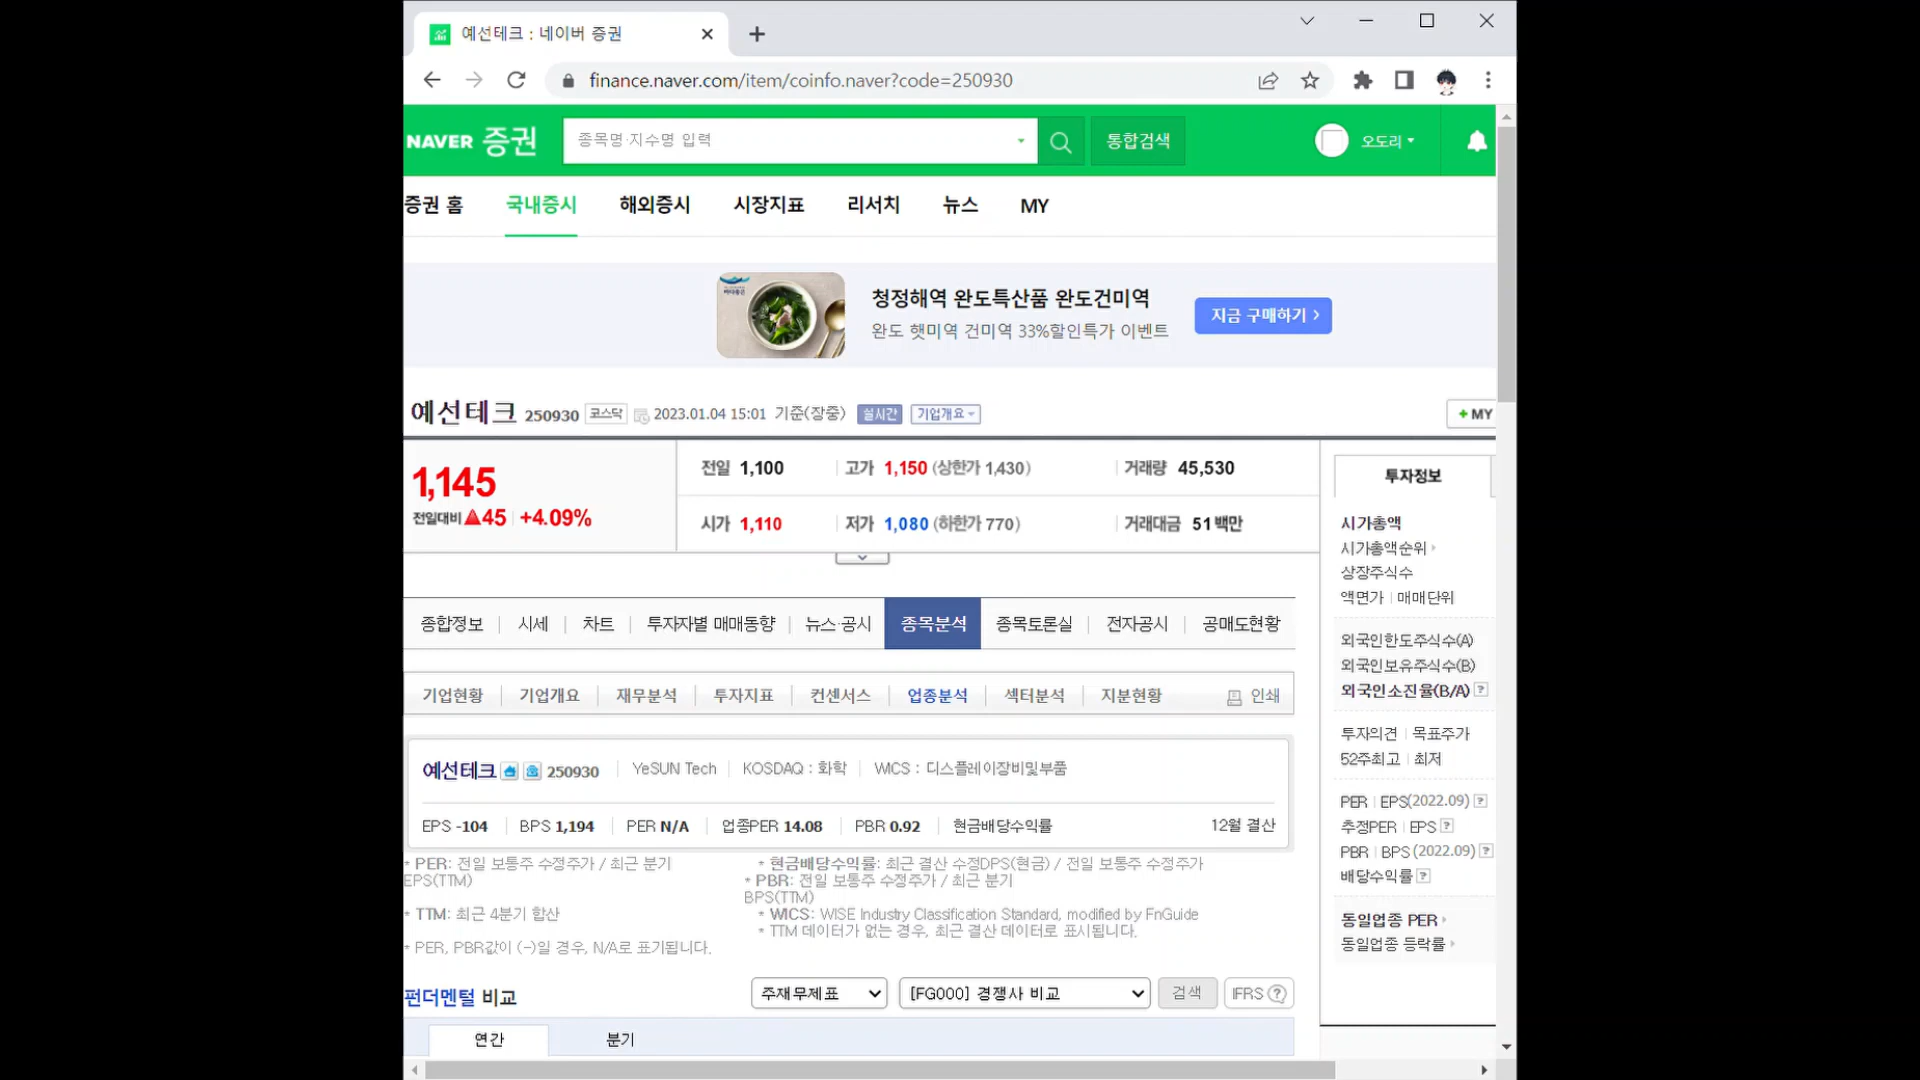 예선테크 : 네이버 증권
finance.naver.com/item/coinfo.naver?code=250930
NAVER 증권
종목명·지수명 입력
통합검색
오도리
증권 홈 국내증시 해외증시 시장지표 리서치 뉴스 MY
청정해역 완도특산품 완도건미역
완도 햇미역 건미역 33%할인특가 이벤트
지금 구매하기
예선테크 250930 코스닥 2023.01.04 15:01 기준(장중) 실시간 기업개요
+ MY
1,145
전일대비 ▲45 +4.09%
전일 1,100 고가 1,150 (상한가 1,430) 거래량 45,530
시가 1,110 저가 1,080 (하한가 770) 거래대금 51 백만
종합정보 시세 차트 투자자별 매매동향 뉴스·공시 종목분석 종목토론실 전자공시 공매도현황
기업현황 기업개요 재무분석 투자지표 컨센서스 업종분석 섹터분석 지분현황 인쇄
예선테크 250930 YeSUN Tech KOSDAQ : 화학 WICS : 디스플레이장비및부품
EPS -104 BPS 1,194 PER N/A 업종PER 14.08 PBR 0.92 현금배당수익률 12월 결산
* PER: 전일 보통주 수정주가 / 최근 분기
EPS(TTM)
* TTM: 최근 4분기 합산
* PER, PBR값이 (-)일 경우, N/A로 표기됩니다.
* 현금배당수익률: 최근 결산 수정DPS(현금) / 전일 보통주 수정주가
* PBR: 전일 보통주 수정주가 / 최근 분기
BPS(TTM)
* WICS: WISE Industry Classification Standard, modified by FnGuide
* TTM 데이터가 없는 경우, 최근 결산 데이터로 표시됩니다.
펀더멘털 비교 주재무제표 [FG000] 경쟁사 비교 검색 IFRS ?
연간 분기
투자정보
시가총액
시가총액순위
상장주식수
액면가 매매단위
외국인한도주식수(A)
외국인보유주식수(B)
외국인소진율(B/A) ?
투자의견 목표주가
52주최고 최저
PER EPS(2022.09) ?
추정PER EPS ?
PBR BPS (2022.09) ?
배당수익률 ?
동일업종 PER
동일업종 등락률